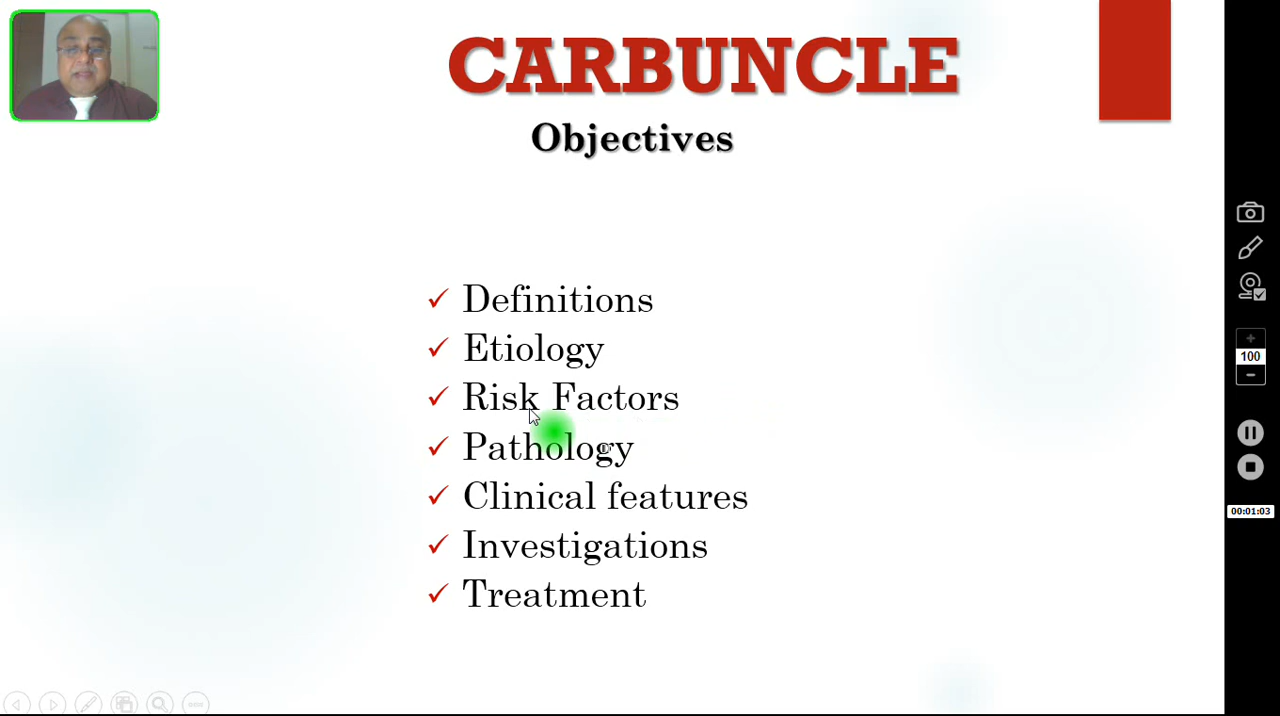 CARBUNCLE
Objectives
✓ Definitions
✓ Etiology
✓ Risk Factors
✓ Pathology
✓ Clinical features
✓ Investigations
✓ Treatment
100
00:01:03